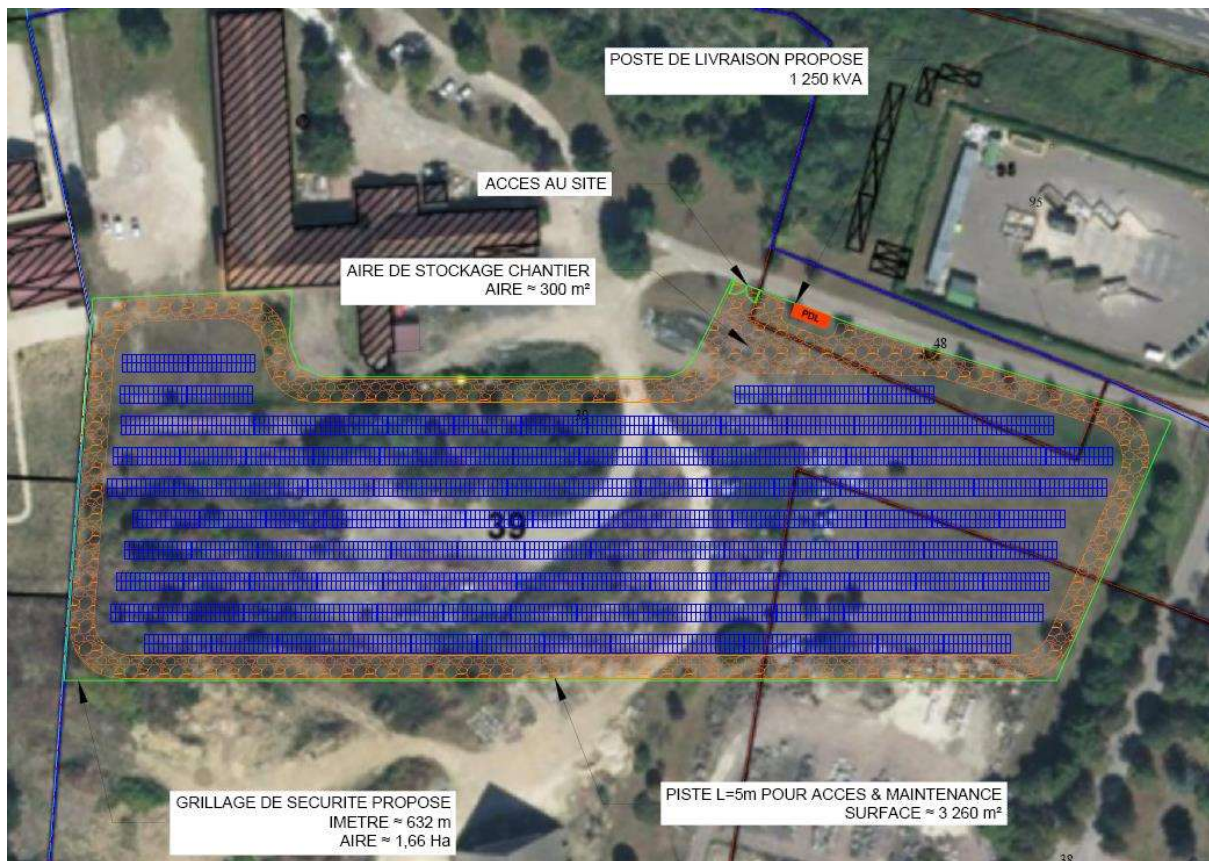 POSTE DE LIVRAISON PROPOSE
1 250 kVA
95
95
ACCES AU SITE
AIRE DE STOCKAGE CHANTIER
AIRE ≈ 300 m²
PDL
48
39
39
GRILLAGE DE SECURITE PROPOSE
IMETRE ≈ 632 m
AIRE ≈ 1,66 Ha
PISTE L=5m POUR ACCES & MAINTENANCE
SURFACE ≈ 3 260 m²
38